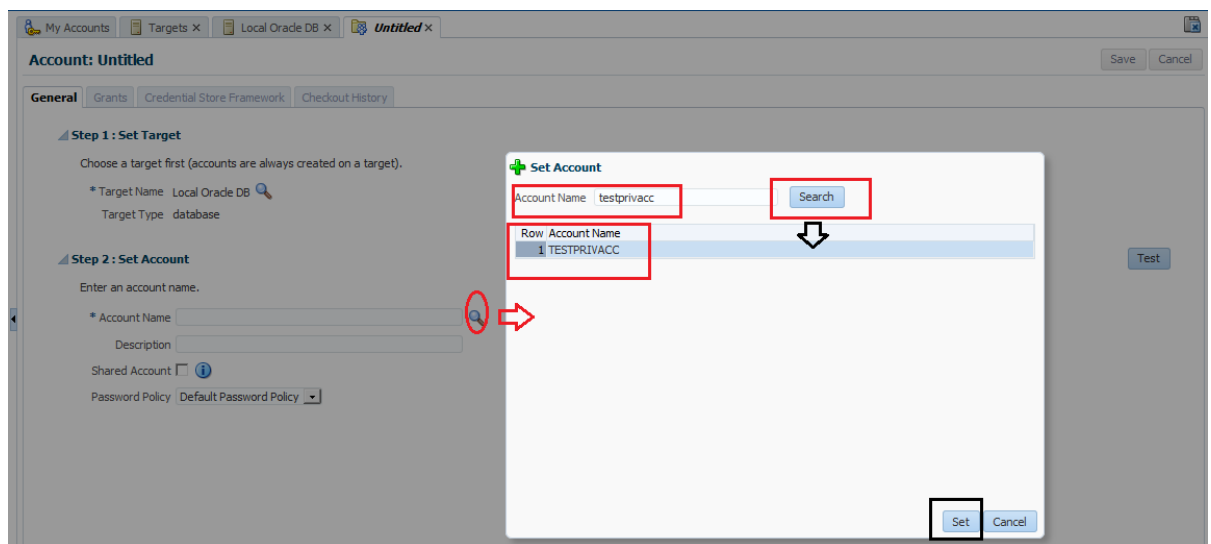 My Accounts Targets × Local Oracle DB × Untitled ×
Account: Untitled Save Cancel
General Grants Credential Store Framework Checkout History
Step 1 : Set Target
Choose a target first (accounts are always created on a target).
* Target Name Local Oracle DB
Target Type database
Step 2 : Set Account
Enter an account name.
* Account Name
Description
Shared Account
Password Policy Default Password Policy
Set Account
Account Name testprivacc Search
Row Account Name
1 TESTPRIVACC
Test
Set Cancel